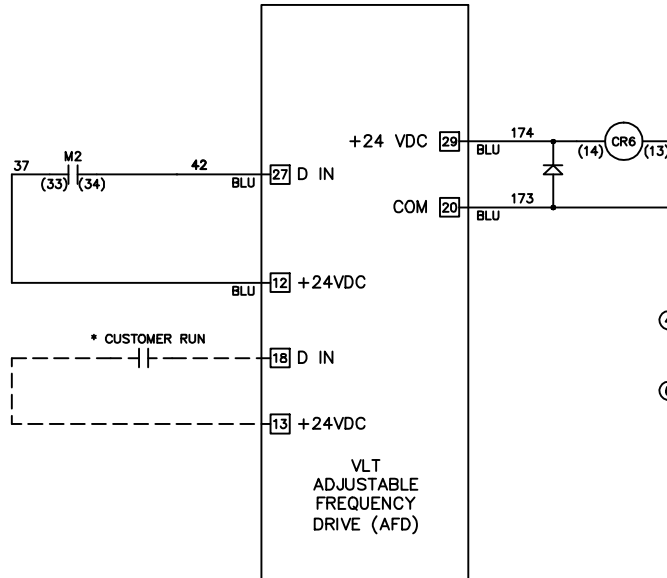 +24 VDC 29
174
BLU
(14) CR6 (13)
37
M2
(33) (34)
42
BLU
27 D IN
COM 20
173
BLU
BLU
12 +24VDC
* CUSTOMER RUN
18 D IN
13 +24VDC
VLT
ADJUSTABLE
FREQUENCY
DRIVE (AFD)